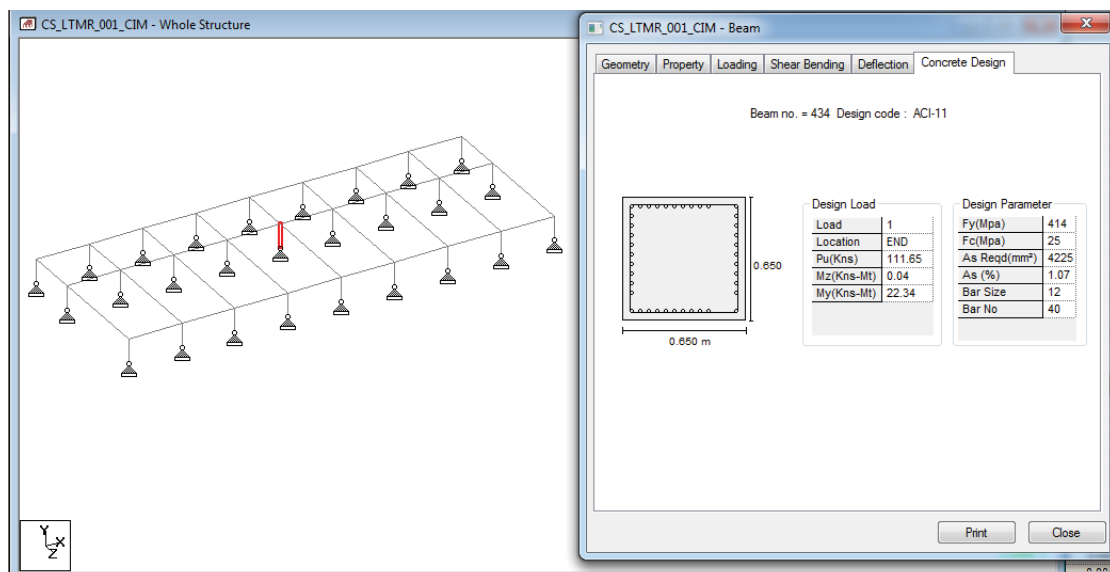 CS_LTMR_001_CIM - Whole Structure
Y
X
Z
CS_LTMR_001_CIM - Beam
X
Geometry Property Loading Shear Bending Deflection Concrete Design
Beam no. = 434 Design code : ACI-11
0.650
0.650 m
Design Load
Load 1
Location END
Pu(Kns) 111.65
Mz(Kns-Mt) 0.04
My(Kns-Mt) 22.34
Design Parameter
Fy(Mpa) 414
Fc(Mpa) 25
As Reqd(mm²) 4225
As (%) 1.07
Bar Size 12
Bar No 40
Print Close